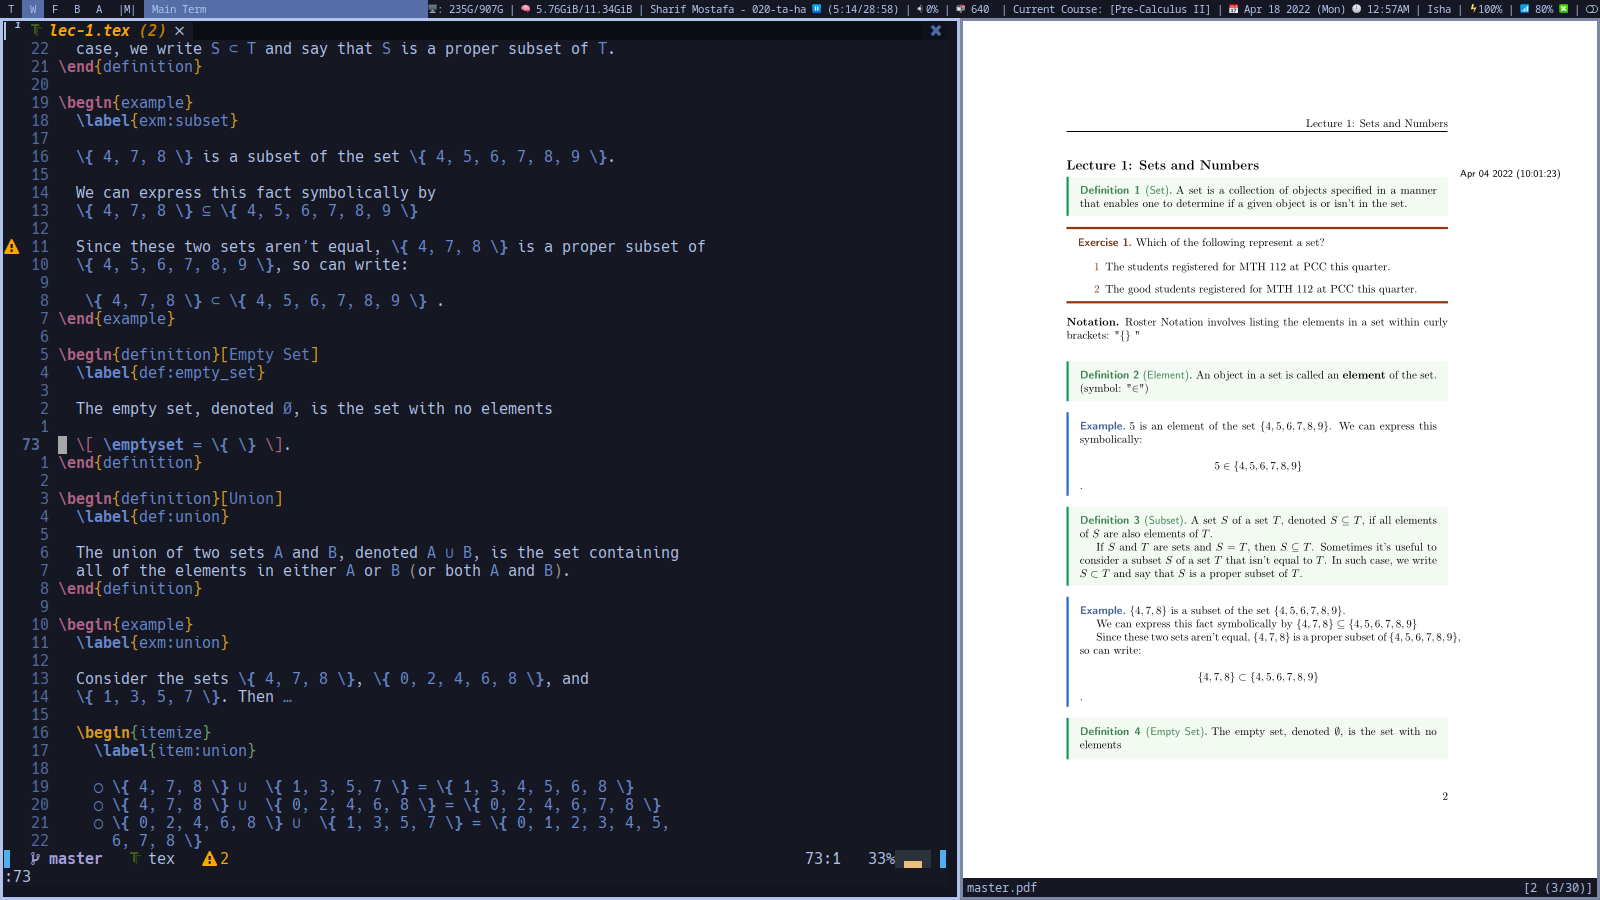 T W F B A |M| Main Term : 235G/907G | 5.76GiB/11.34GiB | Sharif Mostafa - 020-ta-ha (5:14/28:58) | 0% | 640 | Current Course: [Pre-Calculus II] | Apr 18 2022 (Mon) 12:57AM | Isha | 100% | 80% |
1 lec-1.tex (2) ×
22 case, we write S ⊂ T and say that S is a proper subset of T.
21 \end{definition}
20
19 \begin{example}
18 \label{exm:subset}
17
16 \{ 4, 7, 8 \} is a subset of the set \{ 4, 5, 6, 7, 8, 9 \}.
15
14 We can express this fact symbolically by
13 \{ 4, 7, 8 \} ⊆ \{ 4, 5, 6, 7, 8, 9 \}
12
11 Since these two sets aren't equal, \{ 4, 7, 8 \} is a proper subset of
10 \{ 4, 5, 6, 7, 8, 9 \}, so can write:
9
8 \{ 4, 7, 8 \} ⊂ \{ 4, 5, 6, 7, 8, 9 \} .
7 \end{example}
6
5 \begin{definition}[Empty Set]
4 \label{def:empty_set}
3
2 The empty set, denoted Ø, is the set with no elements
1
73 \[ \emptyset = \{ \} \].
1 \end{definition}
2
3 \begin{definition}[Union]
4 \label{def:union}
5
6 The union of two sets A and B, denoted A ∪ B, is the set containing
7 all of the elements in either A or B (or both A and B).
8 \end{definition}
9
10 \begin{example}
11 \label{exm:union}
12
13 Consider the sets \{ 4, 7, 8 \}, \{ 0, 2, 4, 6, 8 \}, and
14 \{ 1, 3, 5, 7 \}. Then …
15
16 \begin{itemize}
17 \label{item:union}
18
19 ○ \{ 4, 7, 8 \} ∪ \{ 1, 3, 5, 7 \} = \{ 1, 3, 4, 5, 6, 8 \}
20 ○ \{ 4, 7, 8 \} ∪ \{ 0, 2, 4, 6, 8 \} = \{ 0, 2, 4, 6, 7, 8 \}
21 ○ \{ 0, 2, 4, 6, 8 \} ∪ \{ 1, 3, 5, 7 \} = \{ 0, 1, 2, 3, 4, 5,
22 6, 7, 8 \}
master tex 2 73:1 33%
:73
Lecture 1: Sets and Numbers
Lecture 1: Sets and Numbers
Apr 04 2022 (10:01:23)
Definition 1 (Set). A set is a collection of objects specified in a manner
that enables one to determine if a given object is or isn't in the set.
Exercise 1. Which of the following represent a set?
1 The students registered for MTH 112 at PCC this quarter.
2 The good students registered for MTH 112 at PCC this quarter.
Notation. Roster Notation involves listing the elements in a set within curly
brackets: "{} "
Definition 2 (Element). An object in a set is called an element of the set.
(symbol: "∈")
Example. 5 is an element of the set {4, 5, 6, 7, 8, 9}. We can express this
symbolically:
5 ∈ {4, 5, 6, 7, 8, 9}
.
Definition 3 (Subset). A set S of a set T, denoted S ⊆ T, if all elements
of S are also elements of T.
If S and T are sets and S = T, then S ⊆ T. Sometimes it's useful to
consider a subset S of a set T that isn't equal to T. In such case, we write
S ⊂ T and say that S is a proper subset of T.
Example. {4, 7, 8} is a subset of the set {4, 5, 6, 7, 8, 9}.
We can express this fact symbolically by {4, 7, 8} ⊆ {4, 5, 6, 7, 8, 9}
Since these two sets aren't equal, {4, 7, 8} is a proper subset of {4, 5, 6, 7, 8, 9},
so can write:
{4, 7, 8} ⊂ {4, 5, 6, 7, 8, 9}
.
Definition 4 (Empty Set). The empty set, denoted ∅, is the set with no
elements
2
master.pdf [2 (3/30)]